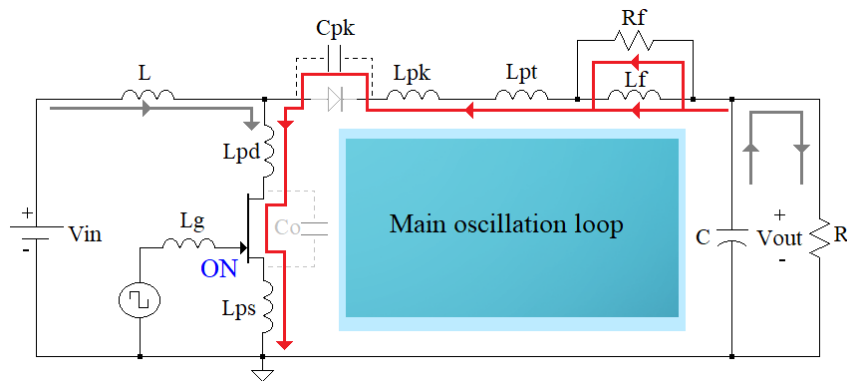 Rf
Cpk
L
Lpk
Lpt
Lf
Lpd
+
Vin
-
Lg
ON
Co
Lps
Main oscillation loop
C
+
Vout
-
R